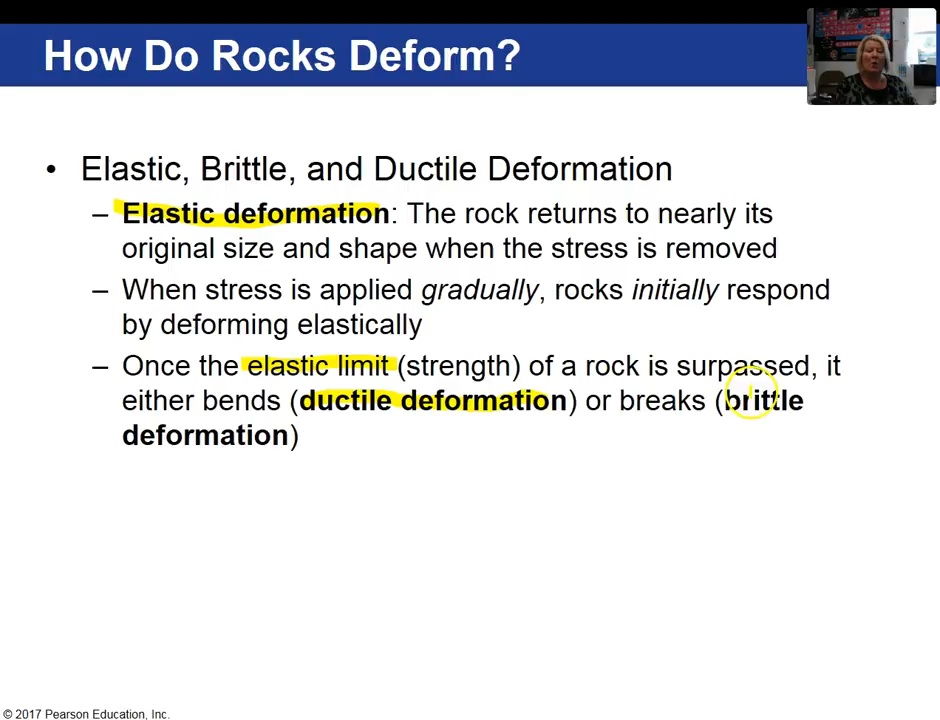 How Do Rocks Deform?
• Elastic, Brittle, and Ductile Deformation
– Elastic deformation: The rock returns to nearly its
original size and shape when the stress is removed
– When stress is applied gradually, rocks initially respond
by deforming elastically
– Once the elastic limit (strength) of a rock is surpassed, it
either bends (ductile deformation) or breaks (brittle
deformation)
© 2017 Pearson Education, Inc.